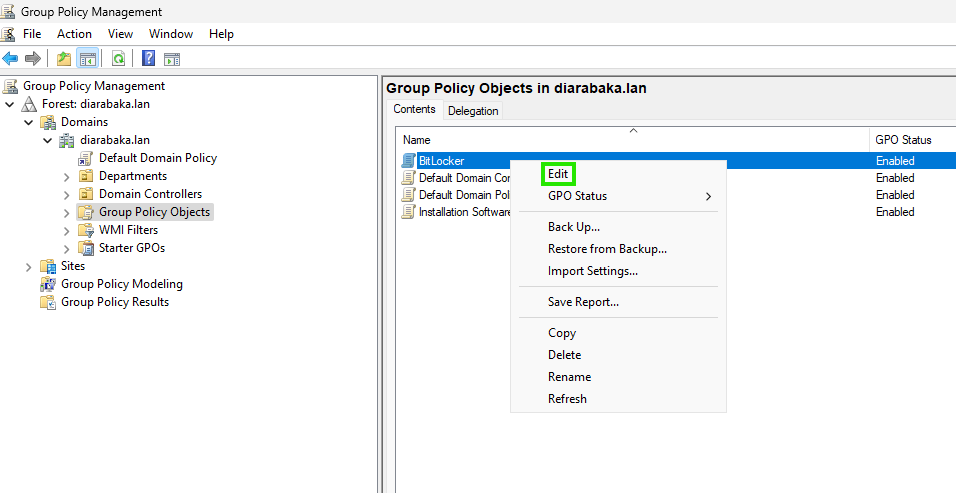 Group Policy Management
File Action View Window Help
Group Policy Management
Forest: diarabaka.lan
Domains
diarabaka.lan
Default Domain Policy
Departments
Domain Controllers
Group Policy Objects
WMI Filters
Starter GPOs
Sites
Group Policy Modeling
Group Policy Results
Group Policy Objects in diarabaka.lan
Contents Delegation
Name GPO Status
BitLocker Enabled
Default Domain Con Enabled
Default Domain Pol Enabled
Installation Software Enabled
Edit
GPO Status
Back Up...
Restore from Backup...
Import Settings...
Save Report...
Copy
Delete
Rename
Refresh